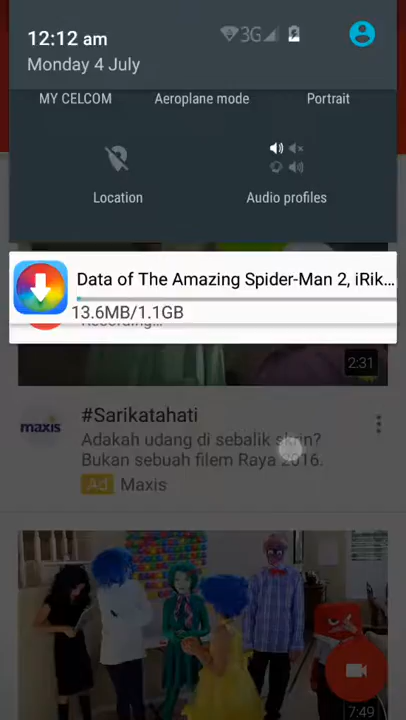 12:12 am
3G
Monday 4 July
MY CELCOM
Aeroplane mode
Portrait
Location
Audio profiles
Data of The Amazing Spider-Man 2, iRik...
13.6MB/1.1GB
Recording...
2:31
maxis
#Sarikatahati
Adakah udang di sebalik skrin?
Bukan sebuah filem Raya 2016.
Ad Maxis
7:49